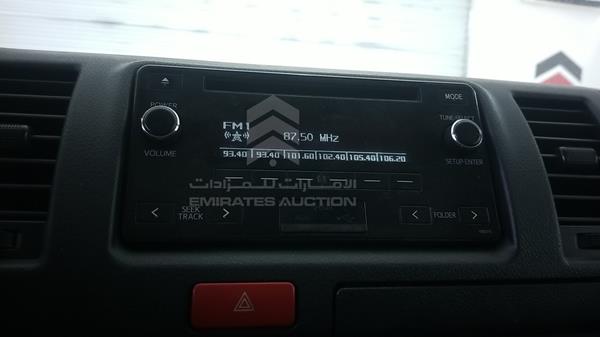 MODE
POWER
VOLUME
FM1
87.50 MHz
93.40 93.40 101.60 102.40 105.40 106.20
TUNE·SELECT
SETUP·ENTER
الامارات للمزادات
EMIRATES AUCTION
< SEEK TRACK >
< FOLDER >